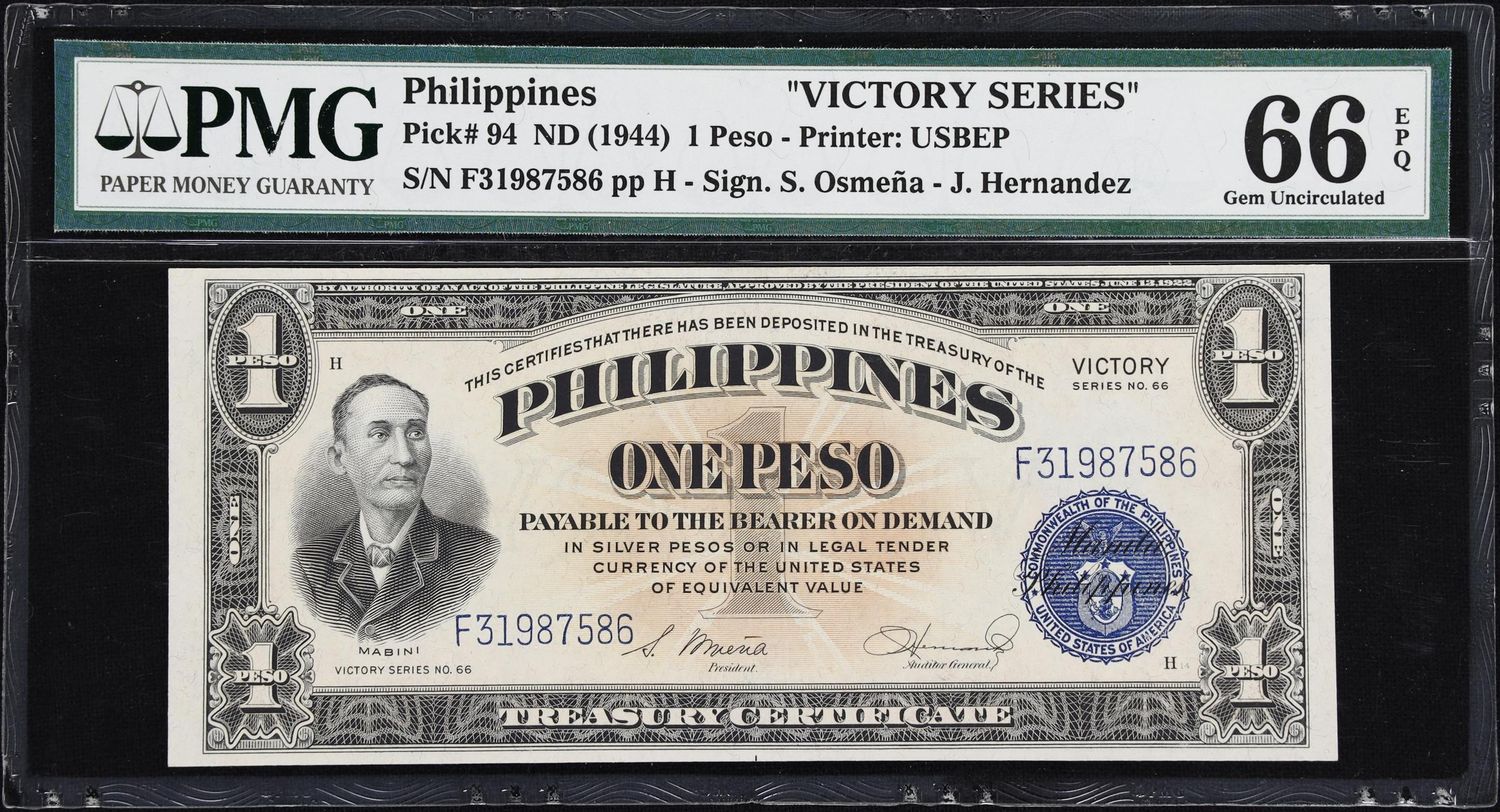 PMG
PAPER MONEY GUARANTY
Philippines "VICTORY SERIES"
Pick# 94 ND (1944) 1 Peso - Printer: USBEP
S/N F31987586 pp H - Sign. S. Osmeña - J. Hernandez
66 EPQ
Gem Uncirculated
BY AUTHORITY OF AN ACT OF THE PHILIPPINE LEGISLATURE, APPROVED BY THE PRESIDENT OF THE UNITED STATES, JUNE 13, 1922
ONE ONE
1 PESO
1 PESO
H
THIS CERTIFIES THAT THERE HAS BEEN DEPOSITED IN THE TREASURY OF THE
VICTORY
SERIES NO. 66
PHILIPPINES
1
ONE PESO
F31987586
PAYABLE TO THE BEARER ON DEMAND
IN SILVER PESOS OR IN LEGAL TENDER
CURRENCY OF THE UNITED STATES
OF EQUIVALENT VALUE
ONE
ONE
COMMONWEALTH OF THE PHILIPPINES
Manila
Philippines
UNITED STATES OF AMERICA
F31987586
S. Osmeña
President.
JHernandez
Auditor General.
MABINI
VICTORY SERIES NO. 66
H 14
1 PESO
1 PESO
TREASURY CERTIFICATE